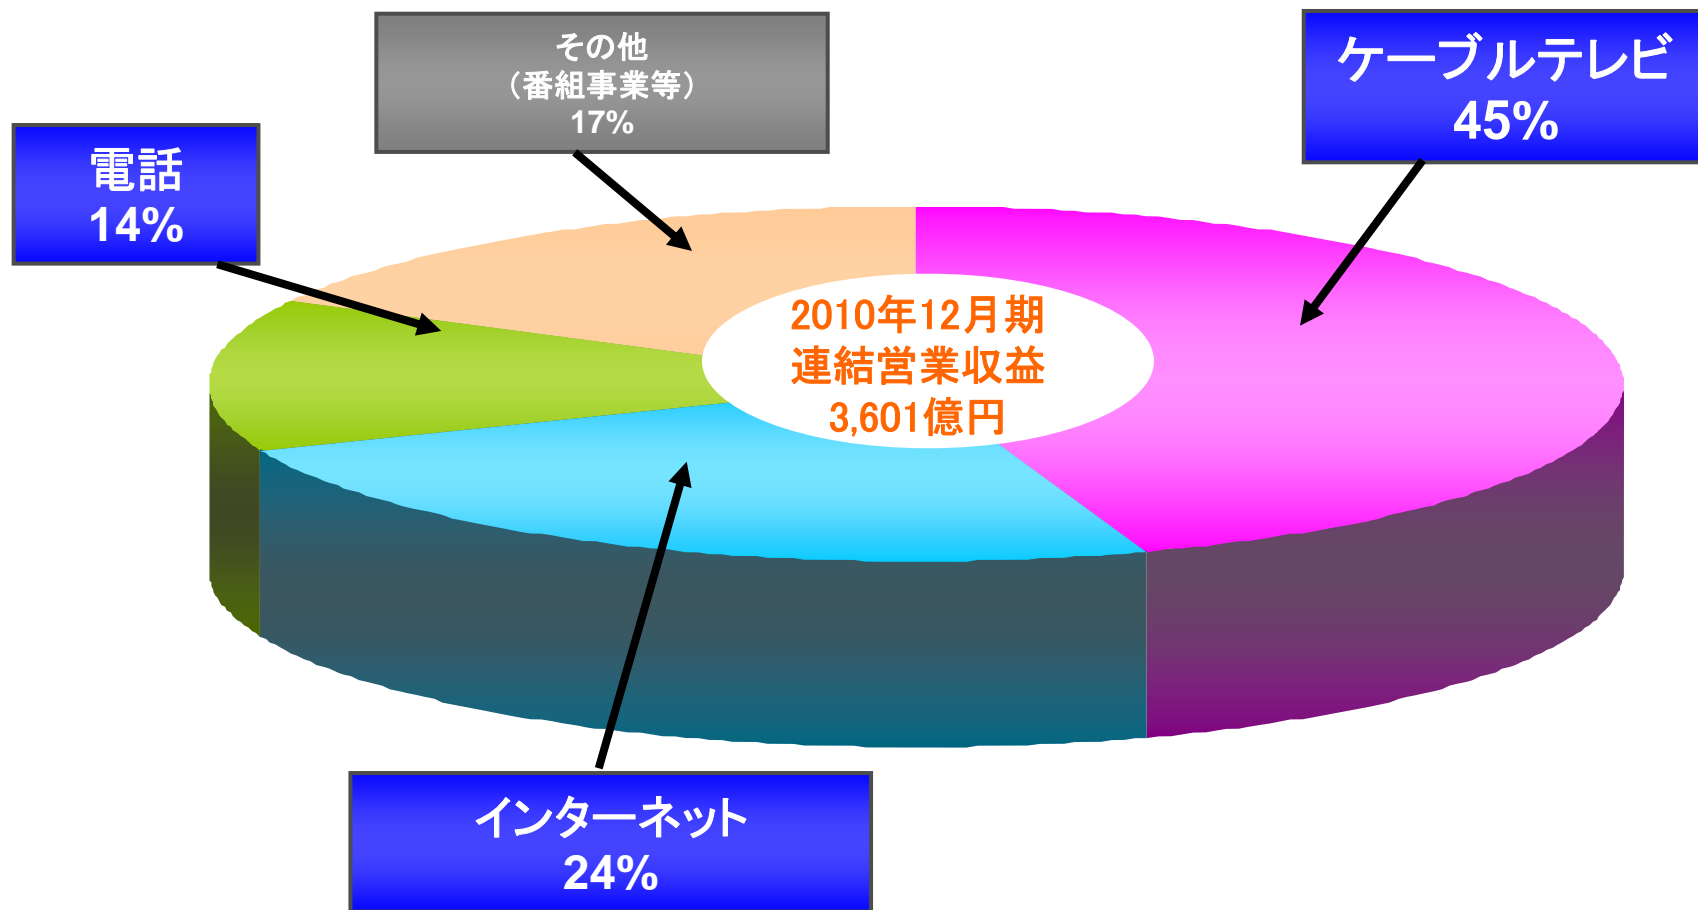 その他
（番組事業等）
17%
ケーブルテレビ
45%
電話
14%
2010年12月期
連結営業収益
3,601億円
インターネット
24%